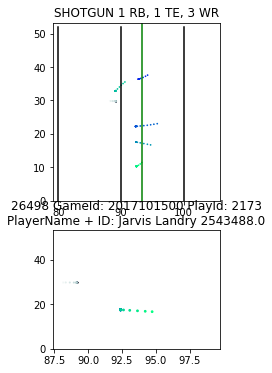 SHOTGUN 1 RB, 1 TE, 3 WR
50
40
30
20
10
0
80 90 100
26498 GameId: 2017101500 PlayId: 2173
PlayerName + ID: Jarvis Landry 2543488.0
40
20
0
87.5 90.0 92.5 95.0 97.5